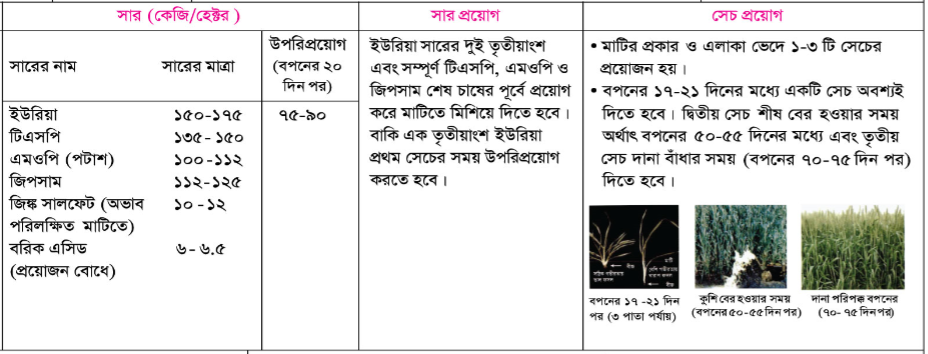 সার (কেজি/হেক্টর)
সার প্রয়োগ
সেচ প্রয়োগ
সারের নাম
সারের মাত্রা
উপরিপ্রয়োগ
(বপনের ২০
দিন পর)
ইউরিয়া ১৫০-১৭৫ ৭৫-৯০
টিএসপি ১৩৫- ১৫০
এমওপি (পটাশ) ১০০-১১২
জিপসাম ১১২-১২৫
জিঙ্ক সালফেট (অভাব ১০ -১২
পরিলক্ষিত মাটিতে)
বরিক এসিড ৬- ৬.৫
(প্রয়োজন বোধে)
ইউরিয়া সারের দুই তৃতীয়াংশ
এবং সম্পূর্ণ টিএসপি, এমওপি ও
জিপসাম শেষ চাষের পূর্বে প্রয়োগ
করে মাটিতে মিশিয়ে দিতে হবে।
বাকি এক তৃতীয়াংশ ইউরিয়া
প্রথম সেচের সময় উপরিপ্রয়োগ
করতে হবে।
• মাটির প্রকার ও এলাকা ভেদে ১-৩ টি সেচের
প্রয়োজন হয়।
• বপনের ১৭-২১ দিনের মধ্যে একটি সেচ অবশ্যই
দিতে হবে। দ্বিতীয় সেচ শীষ বের হওয়ার সময়
অর্থাৎ বপনের ৫০-৫৫ দিনের মধ্যে এবং তৃতীয়
সেচ দানা বাঁধার সময় (বপনের ৭০-৭৫ দিন পর)
দিতে হবে।
বীজ
বীজ
বপনের ১৭ -২১ দিন
পর (৩ পাতা পর্যায়)
কুশি বের হওয়ার সময়
(বপনের ৫০-৫৫ দিন পর)
দানা পরিপক্ক বপনের
(৭০- ৭৫ দিন পর)